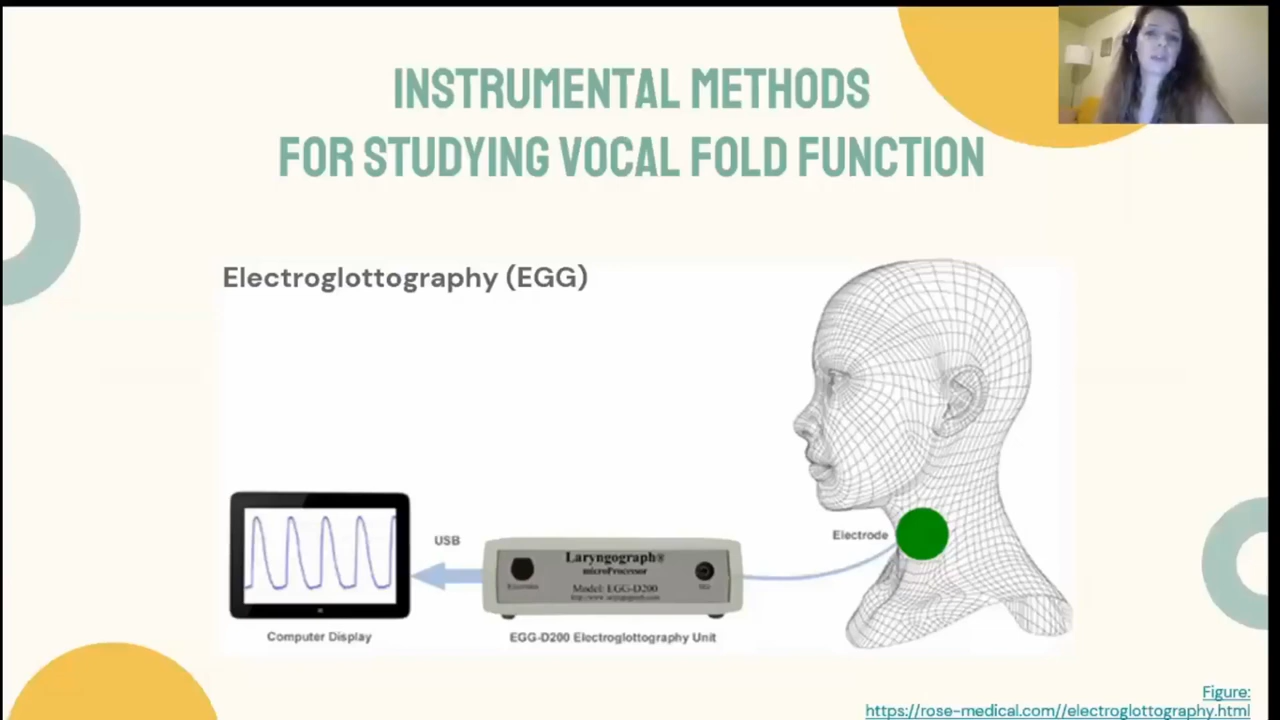 INSTRUMENTAL METHODS
FOR STUDYING VOCAL FOLD FUNCTION
Electroglottography (EGG)
Electrode
USB
Laryngograph®
microProcessor
Model: EGG-D200
Computer Display
EGG-D200 Electroglottography Unit
Figure:
https://rose-medical.com//electroglottography.html